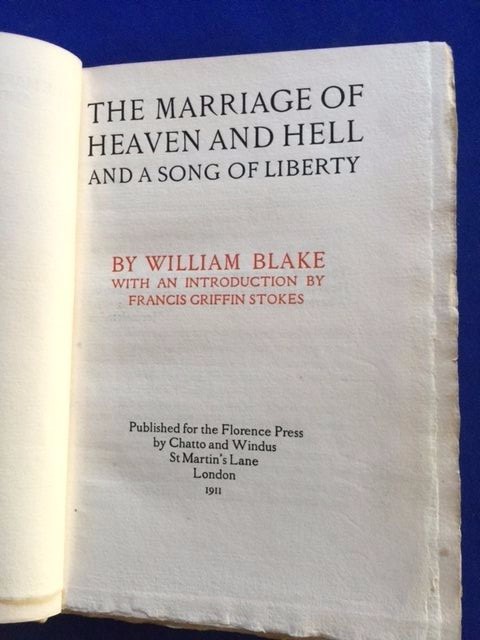 THE MARRIAGE OF
HEAVEN AND HELL
AND A SONG OF LIBERTY
BY WILLIAM BLAKE
WITH AN INTRODUCTION BY
FRANCIS GRIFFIN STOKES
Published for the Florence Press
by Chatto and Windus
St Martin's Lane
London
1911